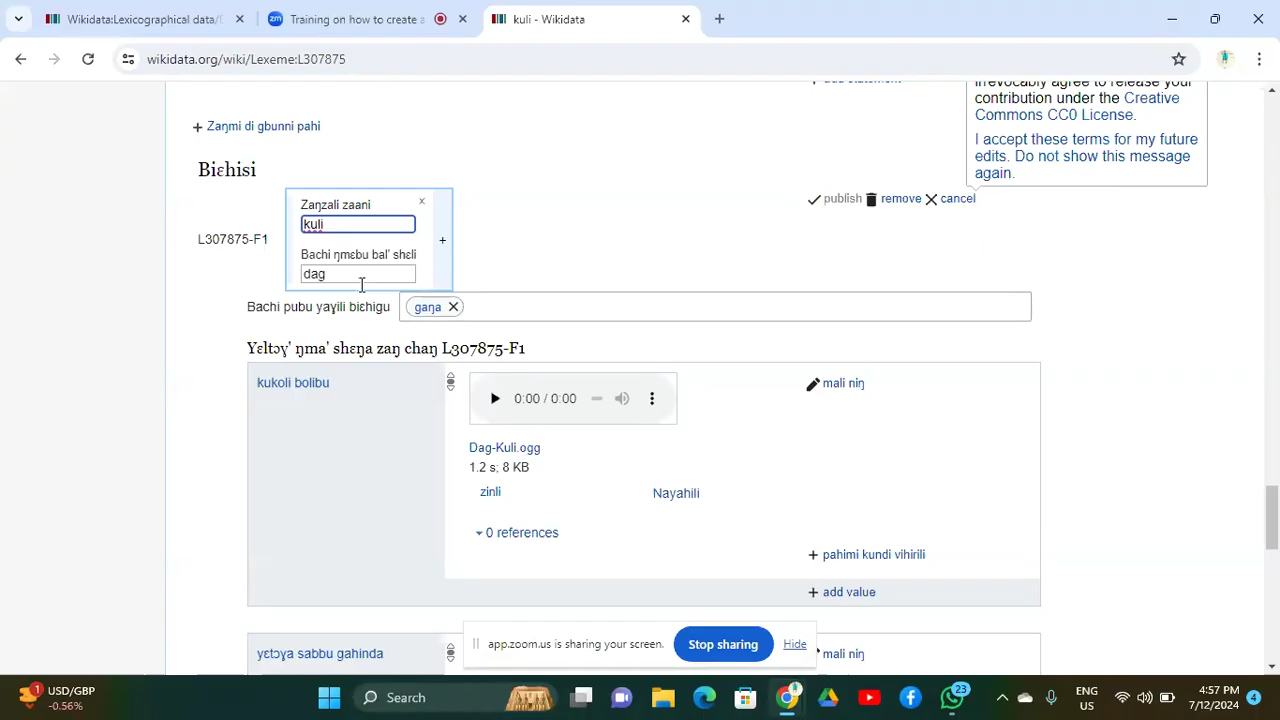 Wikidata:Lexicographical data/
Training on how to create a
kuli - Wikidata
wikidata.org/wiki/Lexeme:L307875
irrevocably agree to release your
contribution under the Creative
Commons CC0 License.
I accept these terms for my future
edits. Do not show this message
again.
Zaŋmi di gbunni pahi
Biɛhisi
Zaŋzali zaani
x
kuli
publish remove cancel
L307875-F1
+
Bachi ŋmɛbu bal' shɛli
dag
Bachi pubu yaɣili biɛhigu
gaŋa
Yɛltɔɣ' ŋma' shɛŋa zaŋ chaŋ L307875-F1
kukoli bolibu
0:00 / 0:00
mali niŋ
Dag-Kuli.ogg
1.2 s; 8 KB
zinli
Nayahili
0 references
+ pahimi kundi vihirili
+ add value
app.zoom.us is sharing your screen.
Stop sharing
Hide
yɛtɔɣa sabbu gahinda
mali niŋ
1
USD/GBP
-0.56%
Search
23
ENG
US
4:57 PM
7/12/2024
4